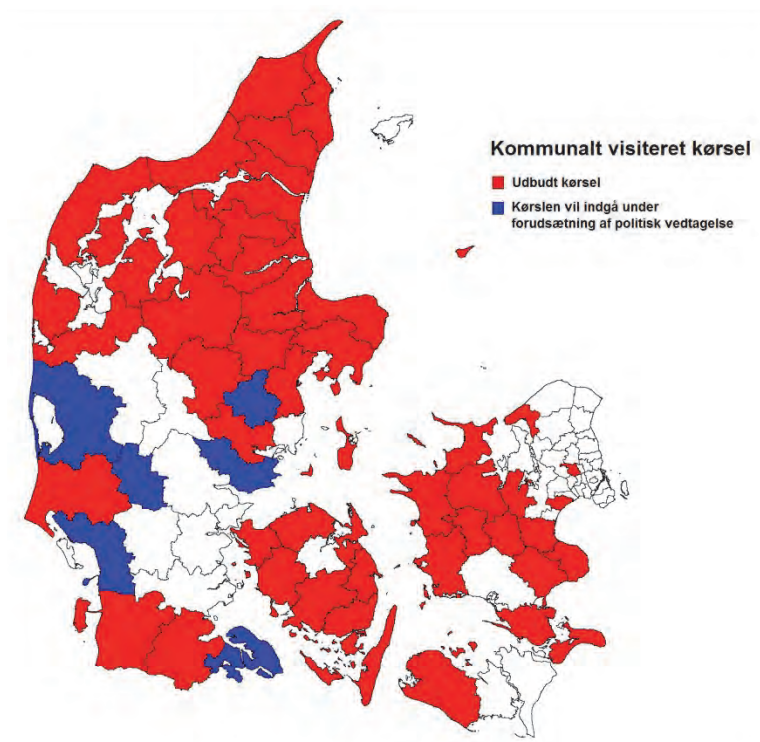 Kommunalt visiteret kørsel
Udbudt kørsel
Kørslen vil indgå under
forudsætning af politisk vedtagelse